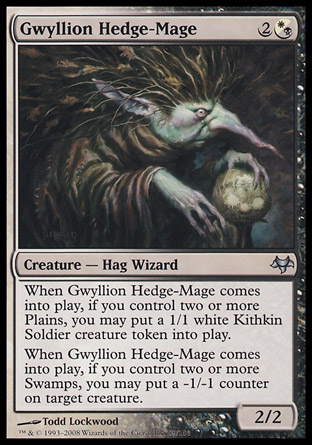 Gwyllion Hedge-Mage 2
Creature — Hag Wizard
When Gwyllion Hedge-Mage comes
into play, if you control two or more
Plains, you may put a 1/1 white Kithkin
Soldier creature token into play.
When Gwyllion Hedge-Mage comes
into play, if you control two or more
Swamps, you may put a -1/-1 counter
on target creature.
Todd Lockwood
2/2
™ & © 1993–2008 Wizards of the Coast, Inc.